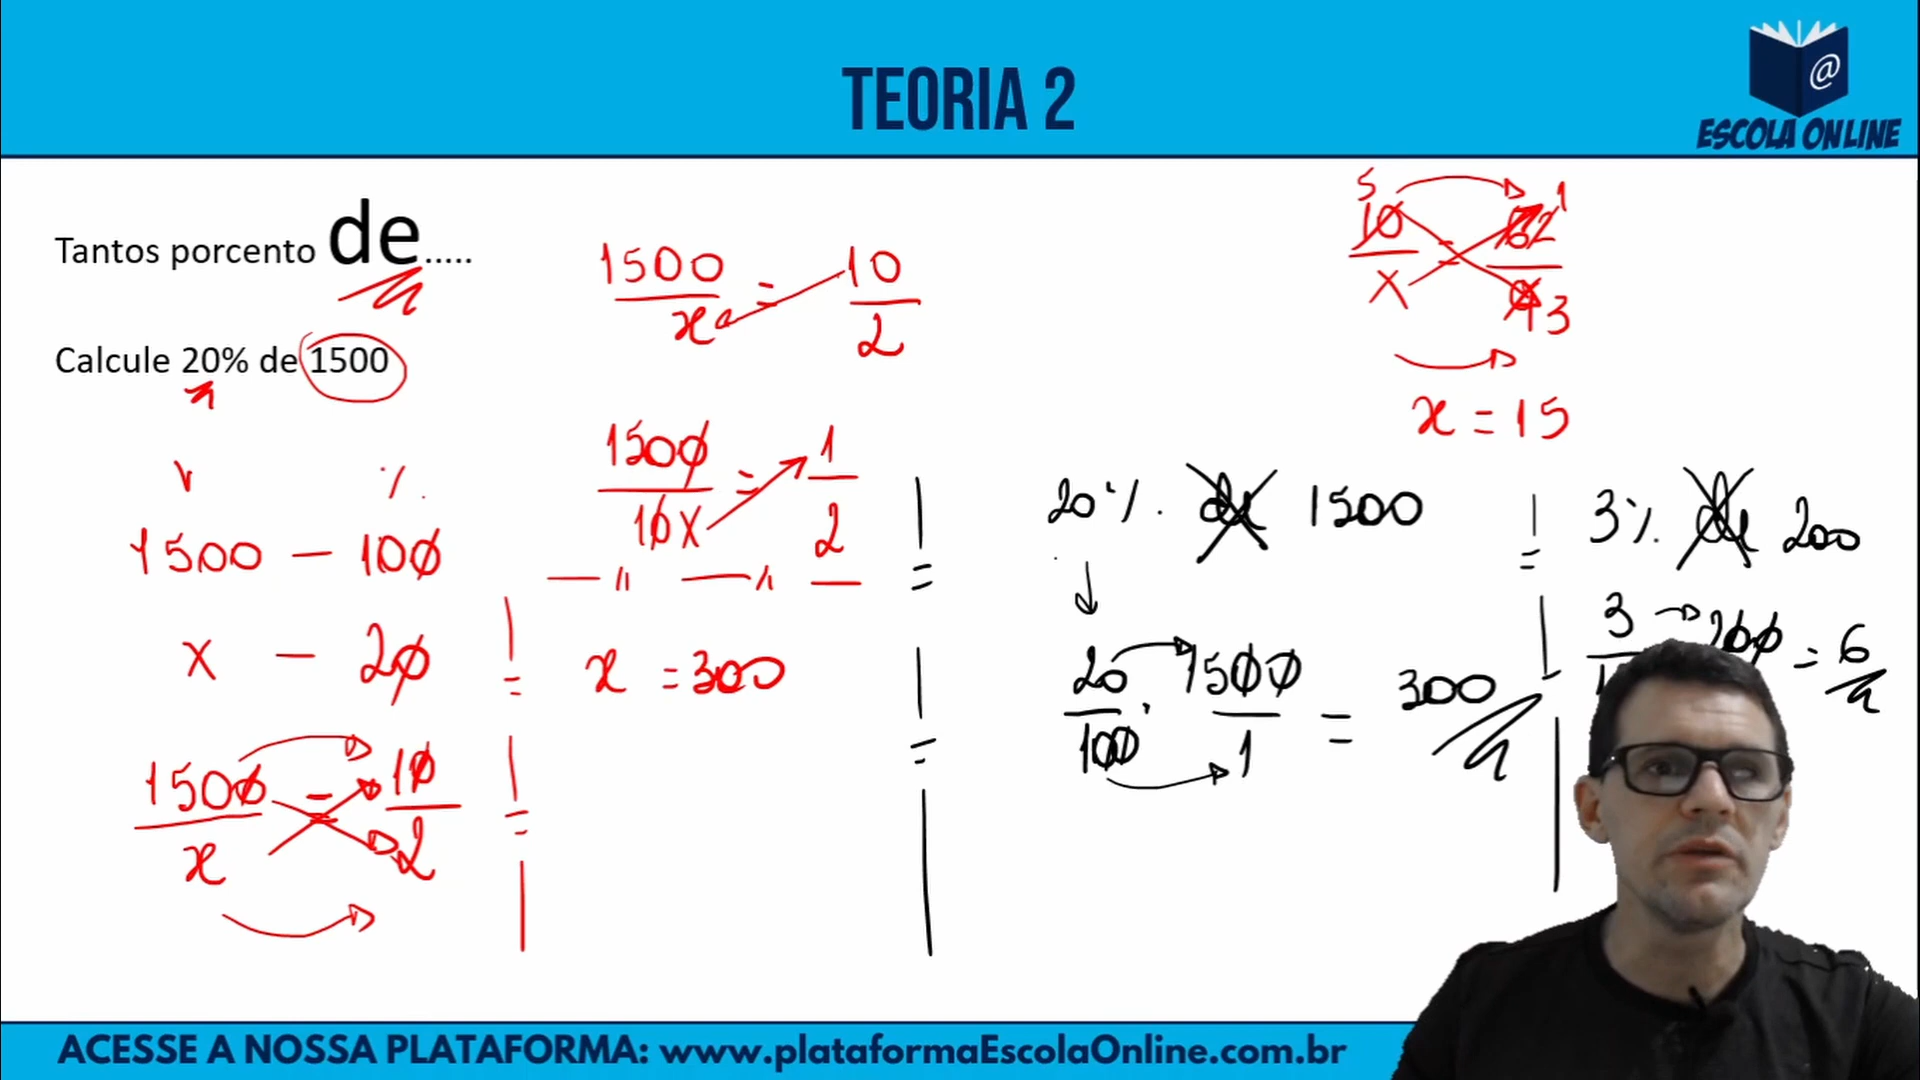 TEORIA 2
@
ESCOLA ONLINE
Tantos porcento de.....
Calcule 20% de 1500
V %
1500 — 100
x — 20
1500 = 10
x 2
1500 = 10
x 2
1500 = 1
10x 2
x = 300
5 1
10 = 2
x 3
x = 15
20% de 1500
20 . 1500 = 300
100 1
3% de 200
3 200 = 6
ACESSE A NOSSA PLATAFORMA: www.plataformaEscolaOnline.com.br